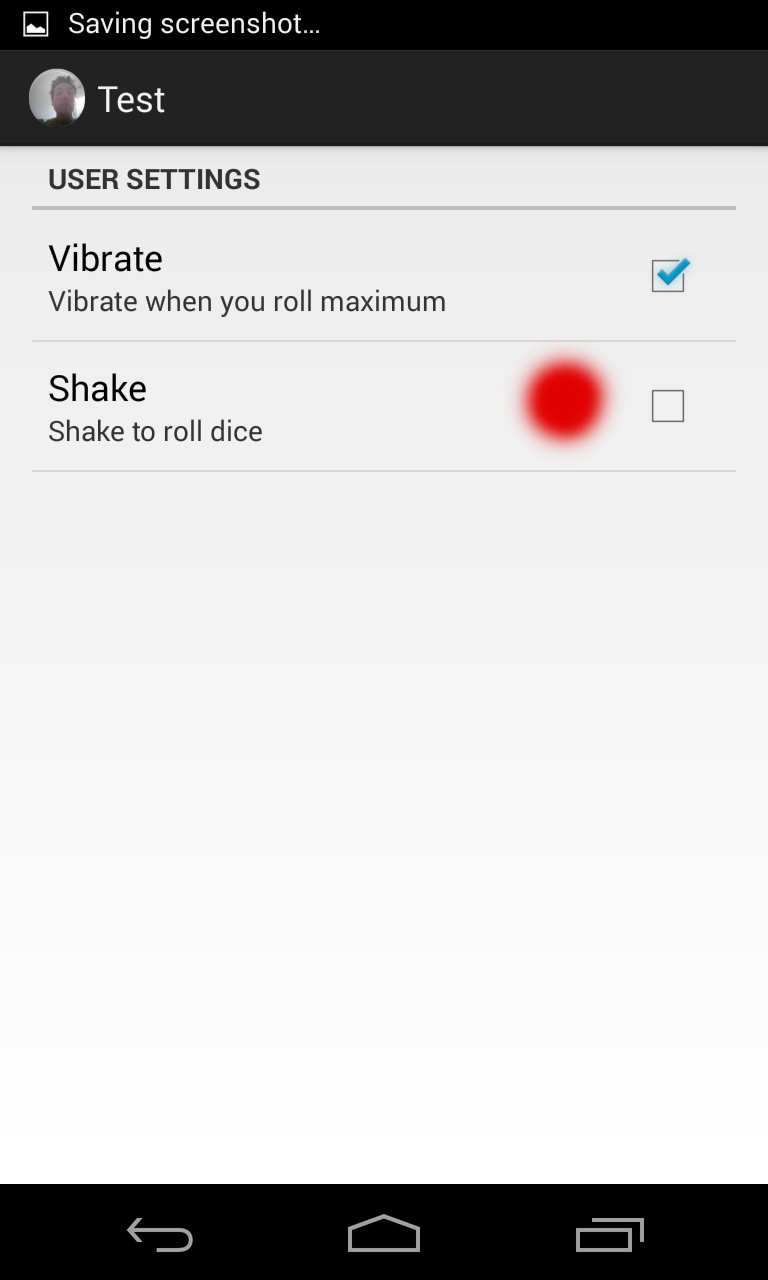 Saving screenshot...
Test
USER SETTINGS
Vibrate
Vibrate when you roll maximum
Shake
Shake to roll dice